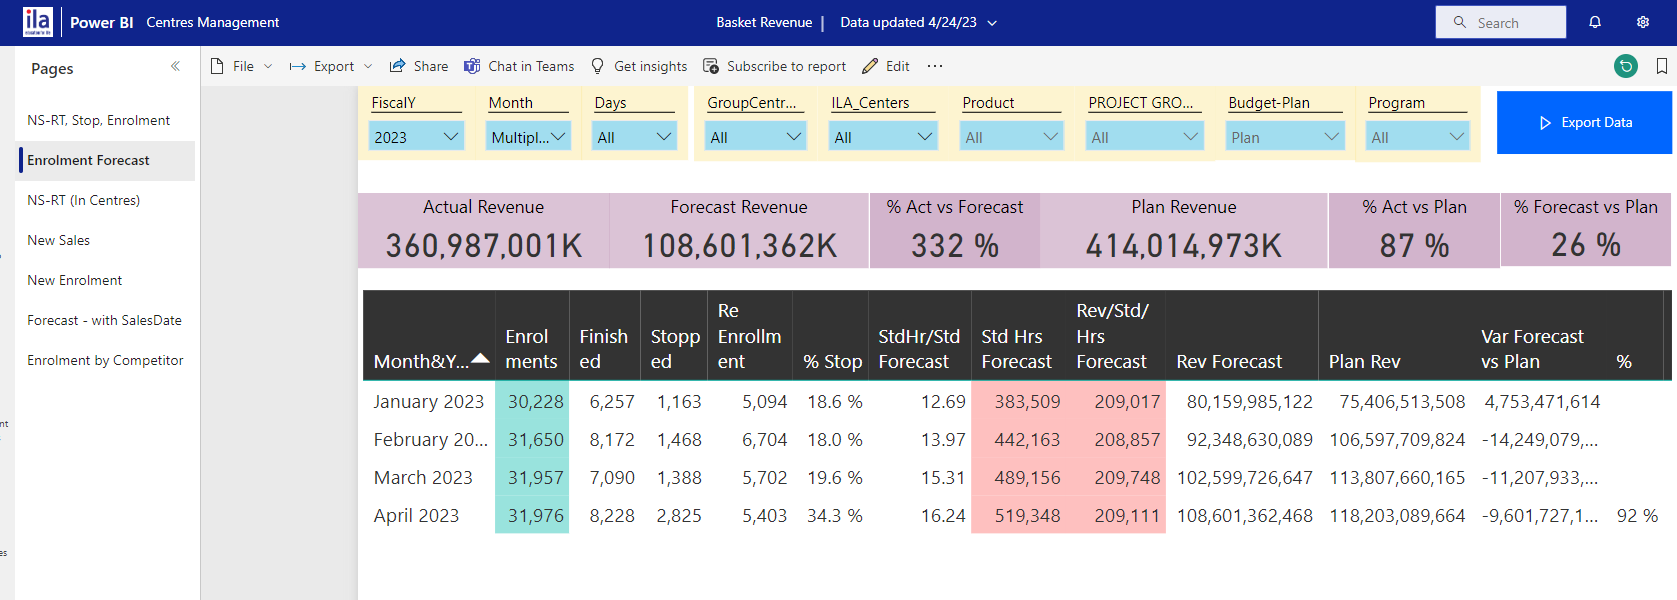 ila Power BI Centres Management Basket Revenue | Data updated 4/24/23 Search
Pages
File Export Share Chat in Teams Get insights Subscribe to report Edit ...
NS-RT, Stop, Enrolment
Enrolment Forecast
NS-RT (In Centres)
New Sales
New Enrolment
Forecast - with SalesDate
Enrolment by Competitor
FiscalY Month Days GroupCentr... ILA_Centers Product PROJECT GRO... Budget-Plan Program
2023 Multipl... All All All All All Plan All
Export Data
Actual Revenue Forecast Revenue % Act vs Forecast Plan Revenue % Act vs Plan % Forecast vs Plan
360,987,001K 108,601,362K 332 % 414,014,973K 87 % 26 %
Month&Y... Enrolments Finished Stopped Re Enrollment % Stop StdHr/Std Forecast Std Hrs Forecast Rev/Std/Hrs Forecast Rev Forecast Plan Rev Var Forecast vs Plan %
January 2023 30,228 6,257 1,163 5,094 18.6 % 12.69 383,509 209,017 80,159,985,122 75,406,513,508 4,753,471,614
February 20... 31,650 8,172 1,468 6,704 18.0 % 13.97 442,163 208,857 92,348,630,089 106,597,709,824 -14,249,079,...
March 2023 31,957 7,090 1,388 5,702 19.6 % 15.31 489,156 209,748 102,599,726,647 113,807,660,165 -11,207,933,...
April 2023 31,976 8,228 2,825 5,403 34.3 % 16.24 519,348 209,111 108,601,362,468 118,203,089,664 -9,601,727,1... 92 %
nt
es